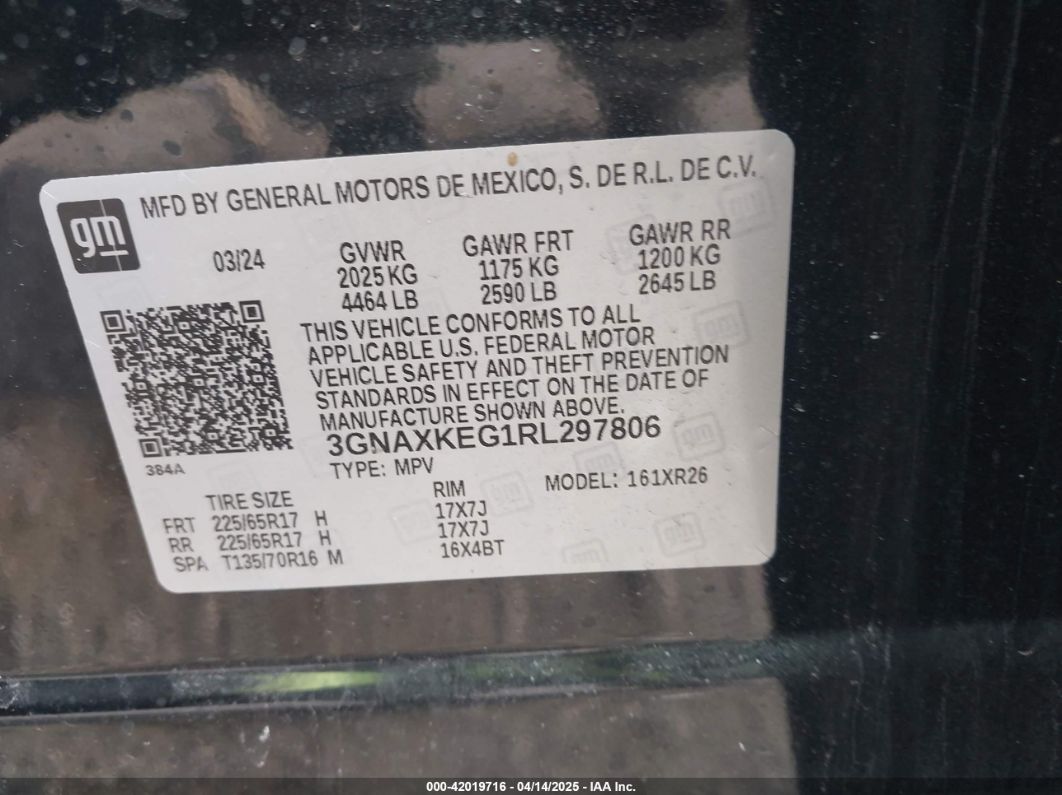 MFD BY GENERAL MOTORS DE MEXICO, S. DE R.L. DE C.V.
gm
03/24 GVWR GAWR FRT GAWR RR
2025 KG 1175 KG 1200 KG
4464 LB 2590 LB 2645 LB
THIS VEHICLE CONFORMS TO ALL
APPLICABLE U.S. FEDERAL MOTOR
VEHICLE SAFETY AND THEFT PREVENTION
STANDARDS IN EFFECT ON THE DATE OF
MANUFACTURE SHOWN ABOVE.
3GNAXKEG1RL297806
384A
TYPE: MPV MODEL: 161XR26
TIRE SIZE RIM
FRT 225/65R17 H 17X7J
RR 225/65R17 H 17X7J
SPA T135/70R16 M 16X4BT
000-42019716 - 04/14/2025 - IAA Inc.